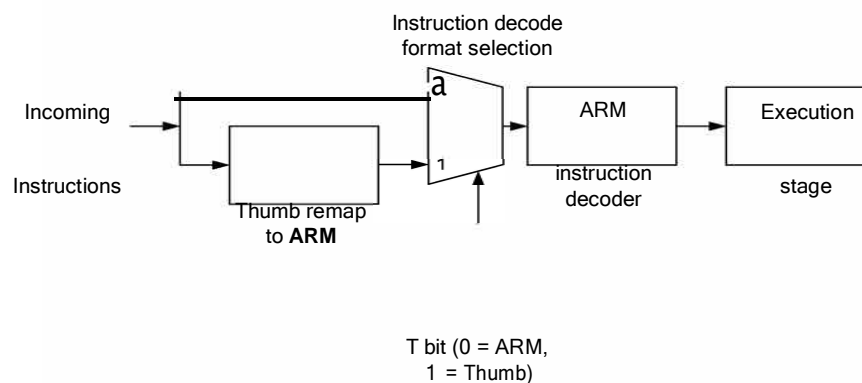 Instruction decode
format selection
a
Incoming
ARM
Execution
1
Instructions
instruction
decoder
stage
Thumb remap
to ARM
T bit (0 = ARM,
1 = Thumb)